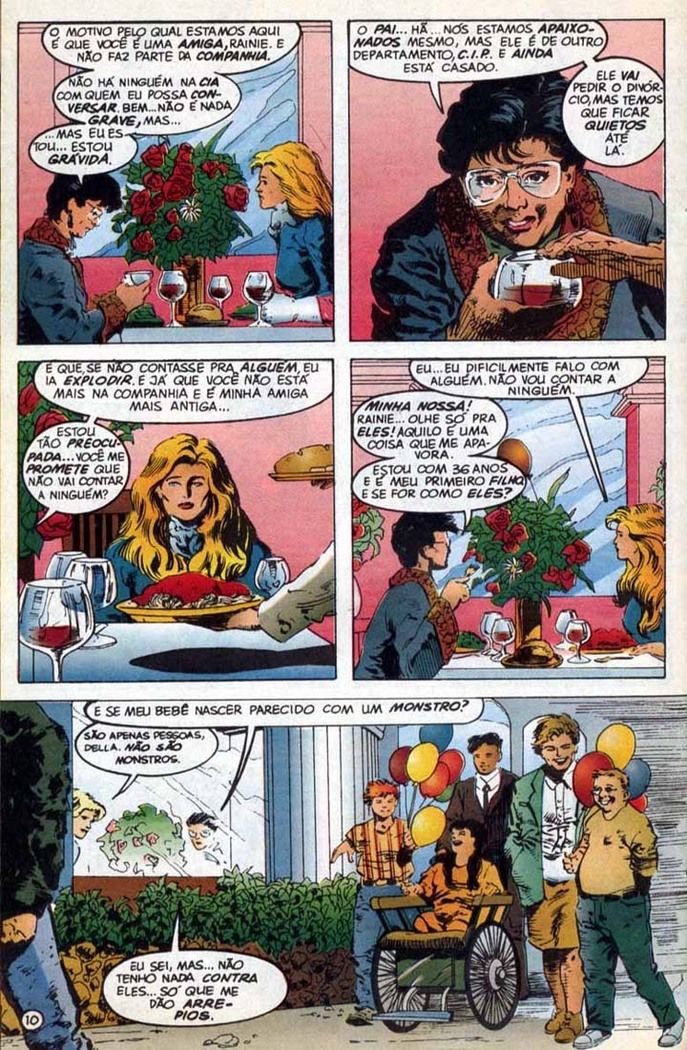 O MOTIVO PELO QUAL ESTAMOS AQUI
É QUE VOCÊ É UMA AMIGA, RAINIE. E
NÃO FAZ PARTE DA COMPANHIA.
NÃO HÁ NINGUÉM NA CIA
COM QUEM EU POSSA CON-
VERSAR. BEM... NÃO É NADA
GRAVE, MAS...
...MAS EU ES-
TOU... ESTOU
GRÁVIDA.
O PAI... HÃ... NÓS ESTAMOS APAIXO-
NADOS MESMO, MAS ELE É DE OUTRO
DEPARTAMENTO, C.I.P. E AINDA
ESTÁ CASADO.
ELE VAI
PEDIR O DIVÓR-
CIO, MAS TEMOS
QUE FICAR
QUIETOS
ATÉ
LÁ.
É QUE, SE NÃO CONTASSE PRA ALGUÉM, EU
IA EXPLODIR. E JÁ QUE VOCÊ NÃO ESTÁ
MAIS NA COMPANHIA E É MINHA AMIGA
MAIS ANTIGA...
ESTOU
TÃO PREOCU-
PADA... VOCÊ ME
PROMETE QUE
NÃO VAI CONTAR
A NINGUÉM?
EU... EU DIFICILMENTE FALO COM
ALGUÉM. NÃO VOU CONTAR A
NINGUÉM.
MINHA NOSSA!
RAINIE... OLHE SÓ PRA
ELES! AQUILO É UMA
COISA QUE ME APA-
VORA.
ESTOU COM 36 ANOS
E É MEU PRIMEIRO FILHO.
E SE FOR COMO ELES?
E SE MEU BEBÊ NASCER PARECIDO COM UM MONSTRO?
SÃO APENAS PESSOAS,
DELLA. NÃO SÃO
MONSTROS.
EU SEI, MAS... NÃO
TENHO NADA CONTRA
ELES... SÓ QUE ME
DÃO ARRE-
PIOS.
10